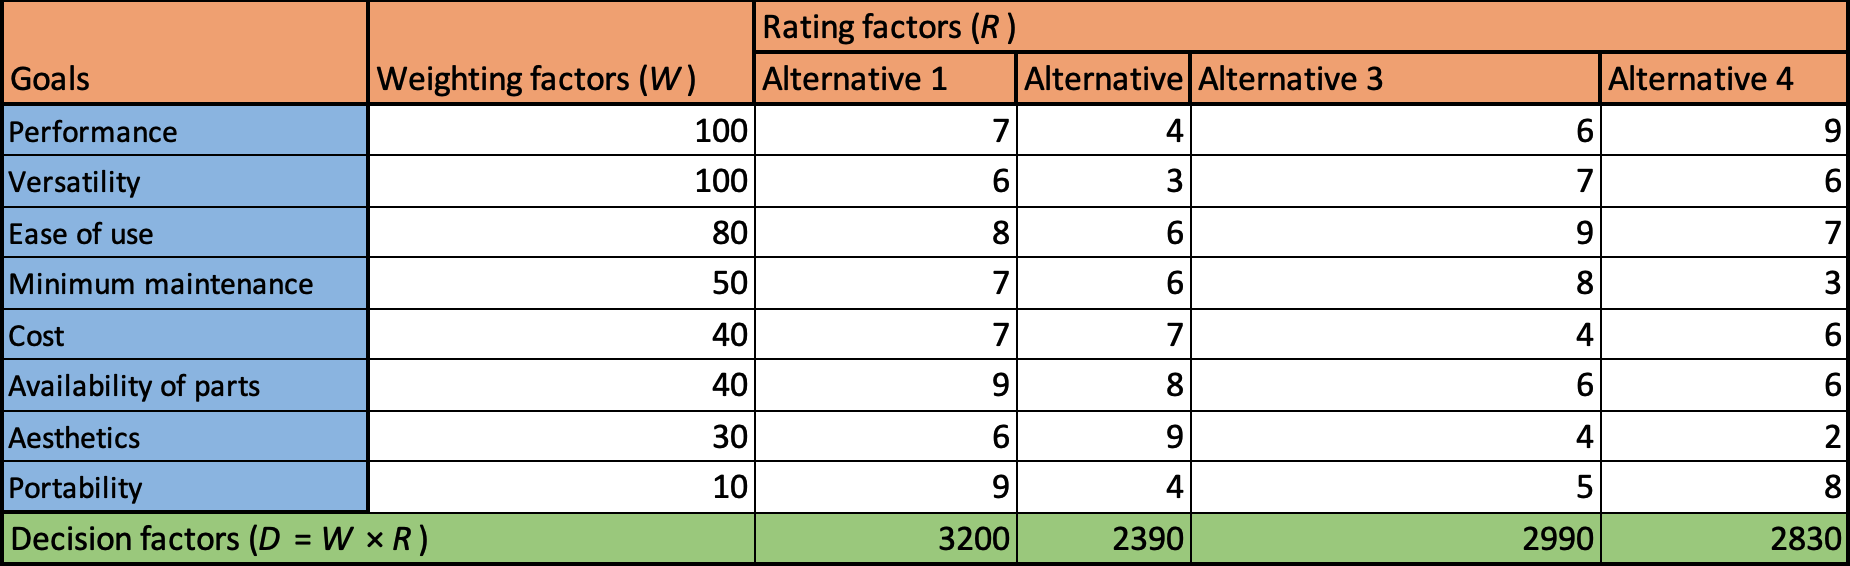 Rating factors (R )
Goals Weighting factors (W ) Alternative 1 Alternative Alternative 3 Alternative 4
Performance 100 7 4 6 9
Versatility 100 6 3 7 6
Ease of use 80 8 6 9 7
Minimum maintenance 50 7 6 8 3
Cost 40 7 7 4 6
Availability of parts 40 9 8 6 6
Aesthetics 30 6 9 4 2
Portability 10 9 4 5 8
Decision factors (D = W × R ) 3200 2390 2990 2830